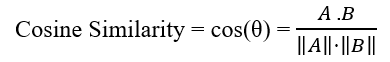 Cosine Similarity = cos(θ) = A .B / ‖A‖·‖B‖